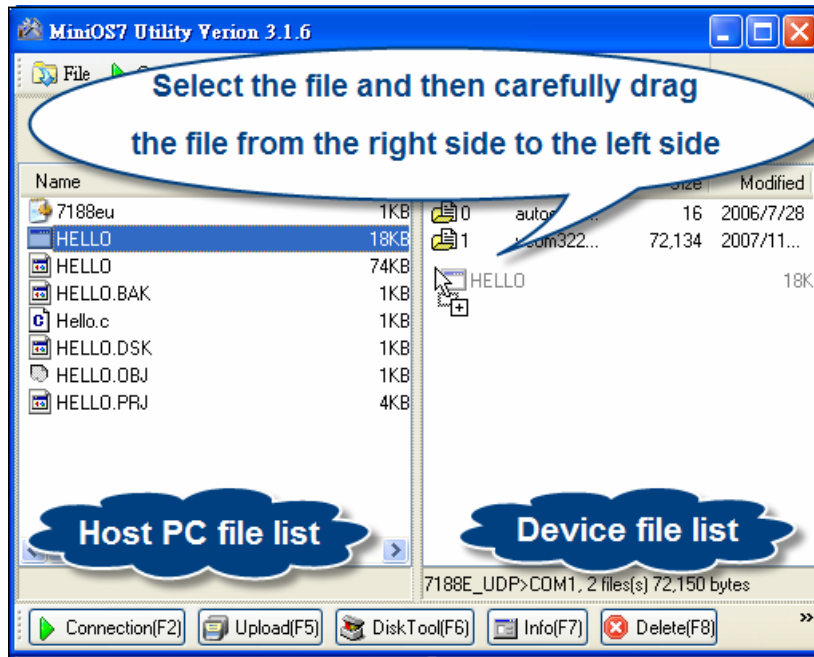 MiniOS7 Utility Verion 3.1.6
File
Select the file and then carefully drag
the file from the right side to the left side
Name Size Modified
7188eu 1KB
HELLO 18KB
HELLO 74KB
HELLO.BAK 1KB
Hello.c 1KB
HELLO.DSK 1KB
HELLO.OBJ 1KB
HELLO.PRJ 4KB
0 16 2006/7/28
1 72,134 2007/11...
HELLO 18K
Host PC file list
Device file list
7188E_UDP>COM1, 2 files(s) 72,150 bytes
Connection(F2) Upload(F5) DiskTool(F6) Info(F7) Delete(F8) »